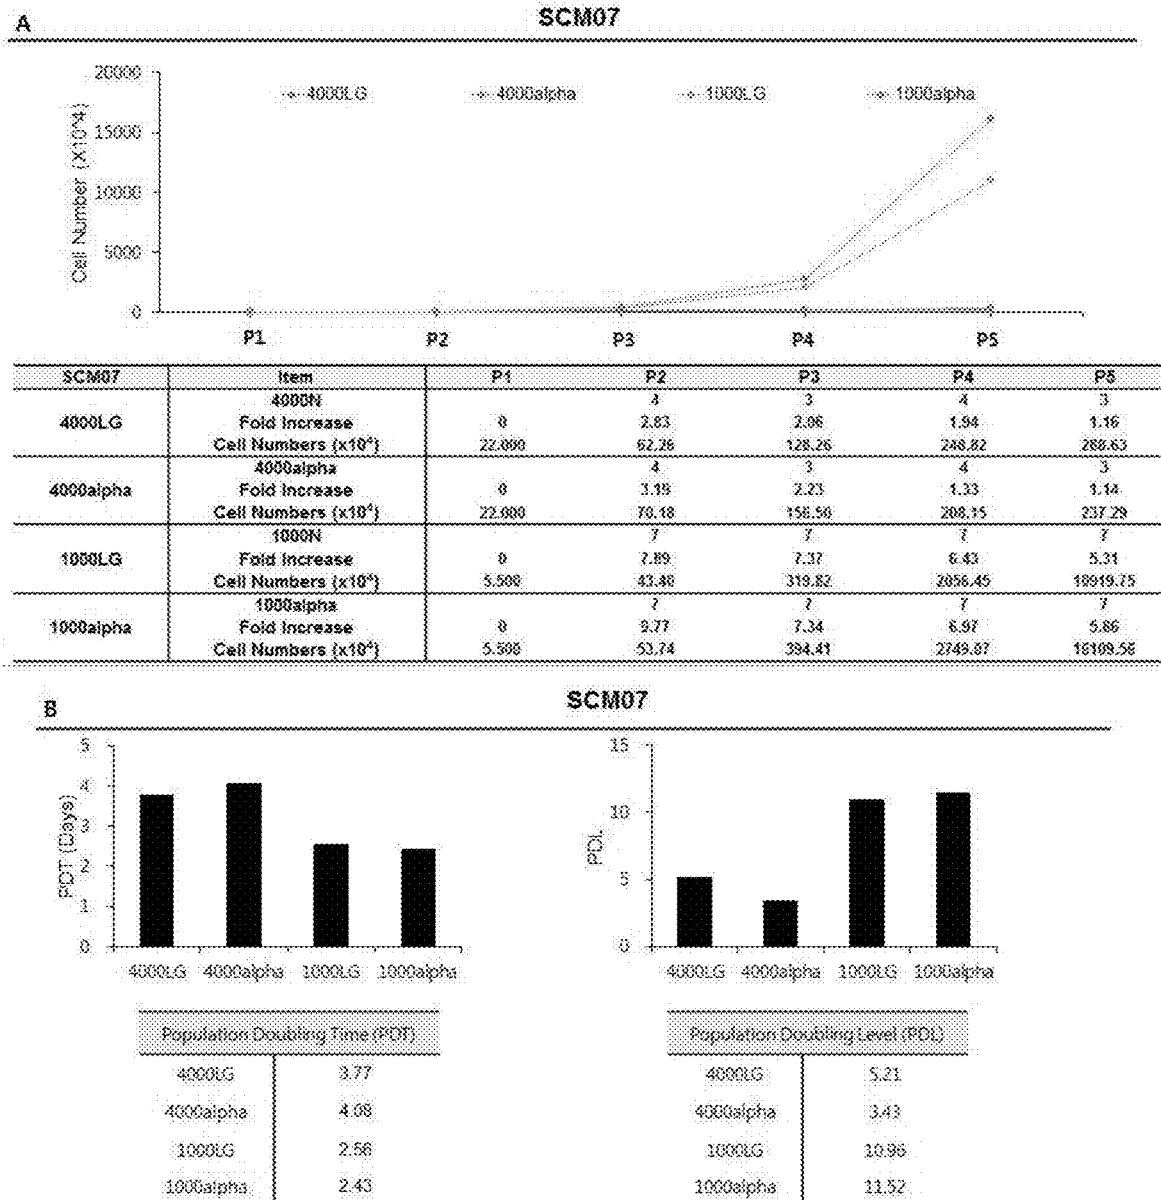 A
SCM07
20000
15000
10000
5000
0
Cell Number (X10^4)
4000LG 4000alpha 1000LG 1000alpha
P1 P2 P3 P4 P5
SCM07 Item P1 P2 P3 P4 P5
4000LG
4000N 4 3 4 3
Fold Increase 0 2.83 2.06 1.94 1.16
Cell Numbers (x10⁴) 22.000 62.26 128.26 248.82 288.63
4000alpha
4000alpha 4 3 4 3
Fold Increase 0 3.19 2.23 1.33 1.14
Cell Numbers (x10⁴) 22.000 70.18 156.50 208.15 237.29
1000LG
1000N 7 7 7 7
Fold Increase 0 7.89 7.37 6.43 5.31
Cell Numbers (x10⁴) 5.500 43.40 319.82 2056.45 10919.75
1000alpha
1000alpha 7 7 7 7
Fold Increase 0 9.77 7.34 6.97 5.86
Cell Numbers (x10⁴) 5.500 53.74 394.41 2749.07 16109.56
B
SCM07
5
4
3
2
1
0
PDT (Days)
4000LG 4000alpha 1000LG 1000alpha
15
10
5
0
PDL
4000LG 4000alpha 1000LG 1000alpha
Population Doubling Time (PDT)
4000LG 3.77
4000alpha 4.08
1000LG 2.56
1000alpha 2.43
Population Doubling Level (PDL)
4000LG 5.21
4000alpha 3.43
1000LG 10.96
1000alpha 11.52